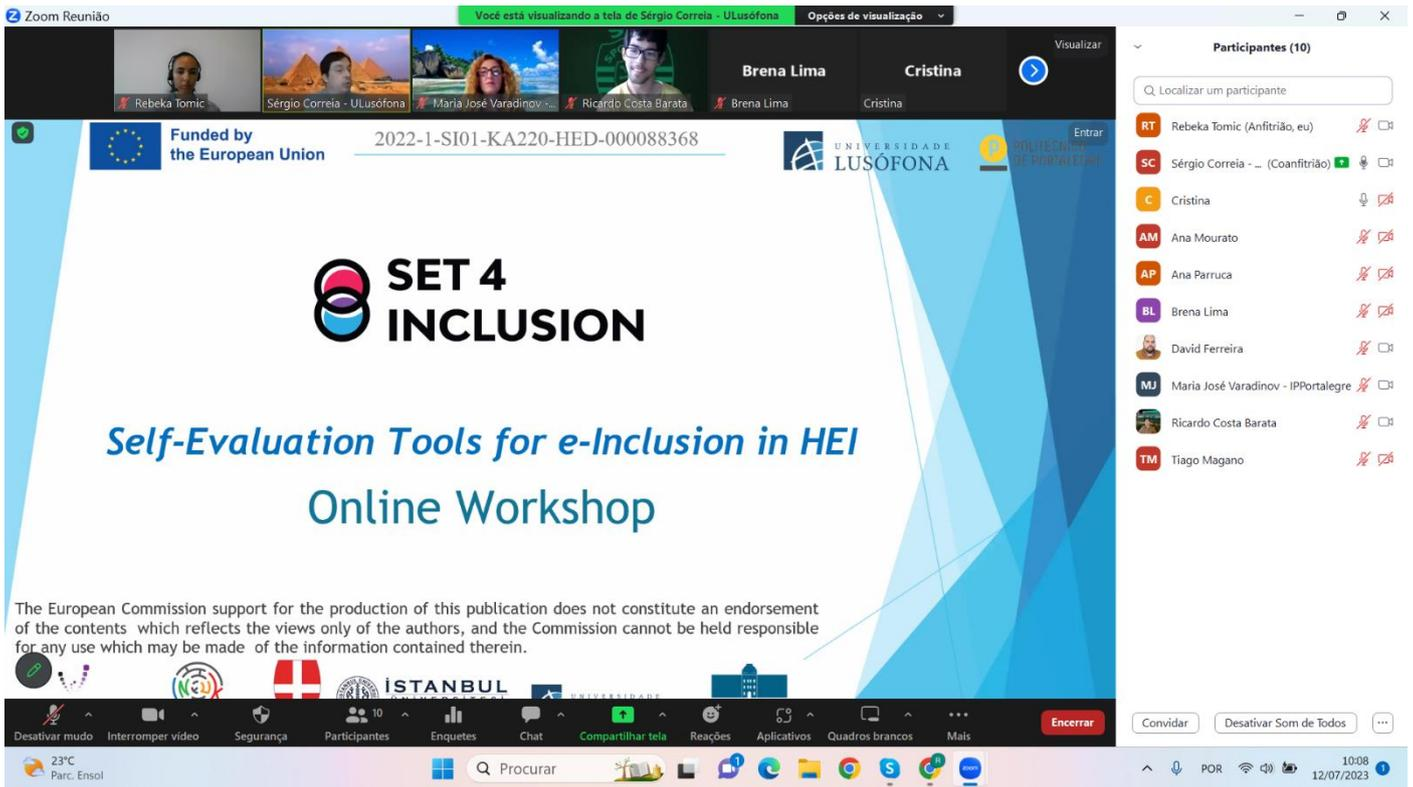 Zoom Reunião
Você está visualizando a tela de Sérgio Correia - ULusófona
Opções de visualização
Rebeka Tomic
Sérgio Correia - ULusófona
Maria José Varadinov -...
Ricardo Costa Barata
Brena Lima
Brena Lima
Cristina
Cristina
Visualizar
Entrar
Funded by
the European Union
2022-1-SI01-KA220-HED-000088368
UNIVERSIDADE
LUSÓFONA
POLITÉCNICO
DE PORTALEGRE
SET 4
INCLUSION
Self-Evaluation Tools for e-Inclusion in HEI
Online Workshop
The European Commission support for the production of this publication does not constitute an endorsement
of the contents which reflects the views only of the authors, and the Commission cannot be held responsible
for any use which may be made of the information contained therein.
İSTANBUL
UNIVERSIDADE
Participantes (10)
Localizar um participante
RT Rebeka Tomic (Anfitrião, eu)
SC Sérgio Correia - ... (Coanfitrião)
C Cristina
AM Ana Mourato
AP Ana Parruca
BL Brena Lima
David Ferreira
MJ Maria José Varadinov - IPPortalegre
Ricardo Costa Barata
TM Tiago Magano
Convidar
Desativar Som de Todos
...
Desativar mudo
Interromper vídeo
Segurança
10
Participantes
Enquetes
Chat
Compartilhar tela
Reações
Aplicativos
Quadros brancos
Mais
Encerrar
23°C
Parc. Ensol
Procurar
POR
10:08
12/07/2023
1